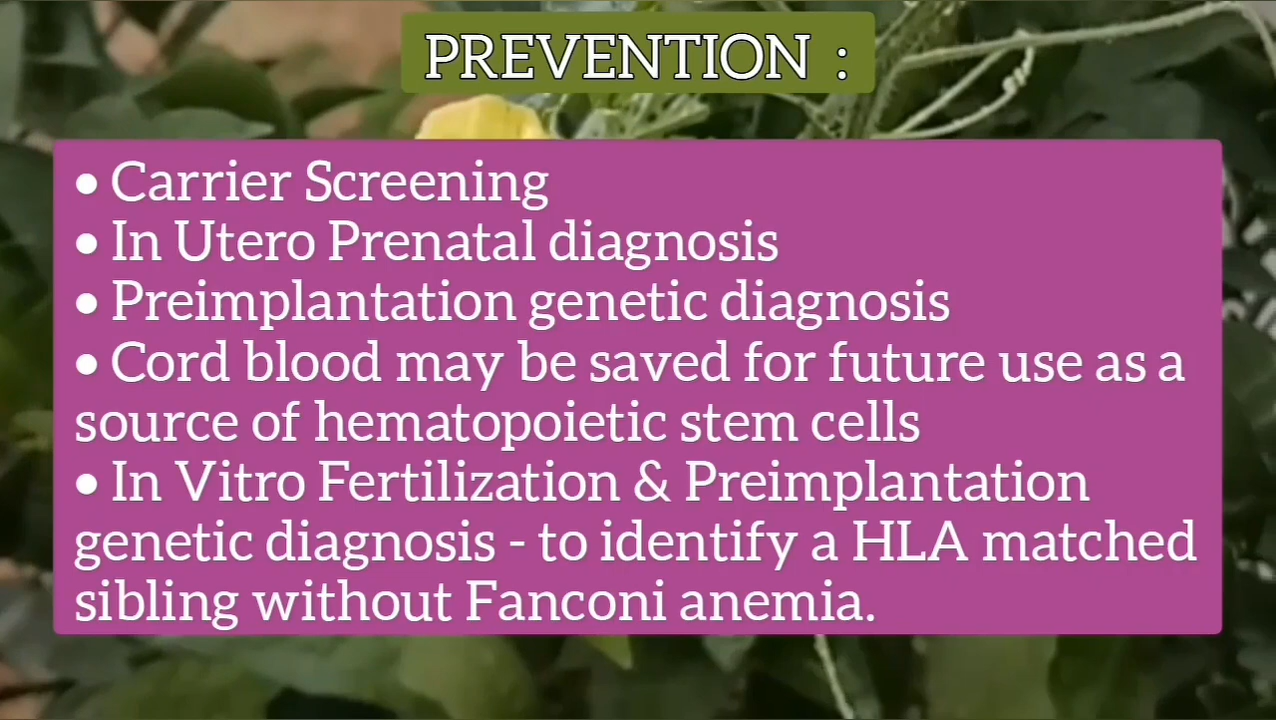 PREVENTION :
• Carrier Screening
• In Utero Prenatal diagnosis
• Preimplantation genetic diagnosis
• Cord blood may be saved for future use as a
source of hematopoietic stem cells
• In Vitro Fertilization & Preimplantation
genetic diagnosis - to identify a HLA matched
sibling without Fanconi anemia.